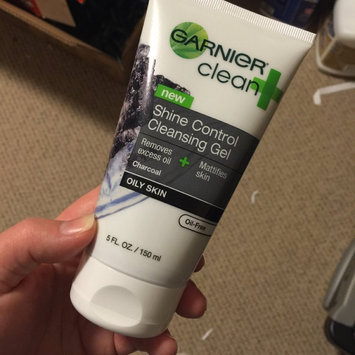 GARNIER
clean+
new
Shine Control
Cleansing Gel
Removes
excess oil
+
Mattifies
skin
Charcoal
OILY SKIN
Oil-Free
5 FL. OZ. / 150 ml